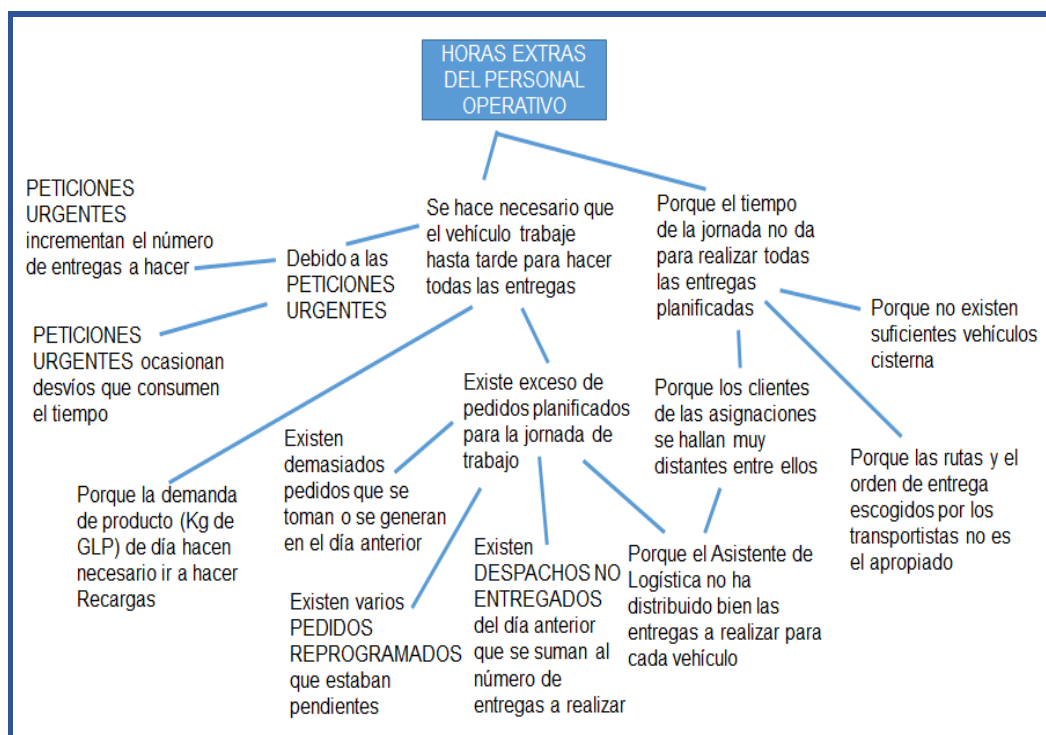 HORAS EXTRAS
DEL PERSONAL
OPERATIVO
PETICIONES
URGENTES
incrementan el número
de entregas a hacer
Debido a las
PETICIONES
URGENTES
Se hace necesario que
el vehículo trabaje
hasta tarde para hacer
todas las entregas
Porque el tiempo
de la jornada no da
para realizar todas
las entregas
planificadas
Porque no existen
suficientes vehículos
cisterna
PETICIONES
URGENTES ocasionan
desvíos que consumen
el tiempo
Existe exceso de
pedidos planificados
para la jornada de
trabajo
Porque los clientes
de las asignaciones
se hallan muy
distantes entre ellos
Existen
demasiados
pedidos que se
toman o se generan
en el día anterior
Porque las rutas y el
orden de entrega
escogidos por los
transportistas no es
el apropiado
Porque la demanda
de producto (Kg de
GLP) de día hacen
necesario ir a hacer
Recargas
Existen varios
PEDIDOS
REPROGRAMADOS
que estaban
pendientes
Existen
DESPACHOS NO
ENTREGADOS
del día anterior
que se suman al
número de
entregas a realizar
Porque el Asistente de
Logística no ha
distribuido bien las
entregas a realizar para
cada vehículo